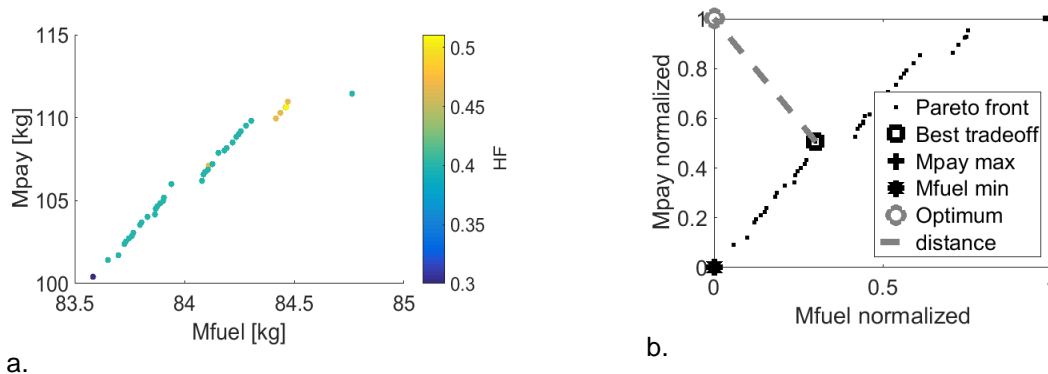 115
110
105
100
Mpay [kg]
83.5
84
84.5
85
Mfuel [kg]
0.5
0.45
0.4
0.35
0.3
HF
a.
1
0.8
0.6
0.4
0.2
0
Mpay normalized
0
0.5
Mfuel normalized
Pareto front
Best tradeoff
Mpay max
Mfuel min
Optimum
distance
b.